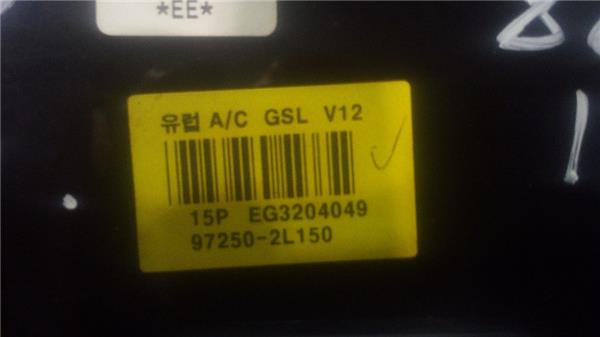 *EE*
유럽 A/C GSL V12
15P EG3204049
97250-2L150